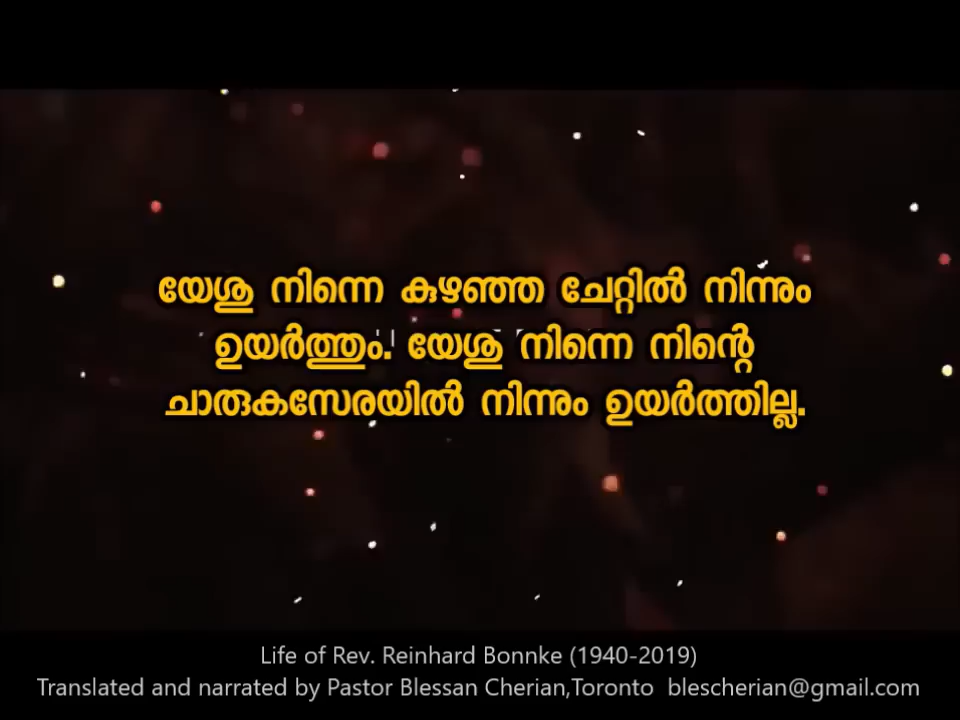 യേശു നിന്നെ കുഴഞ്ഞ ചേറ്റിൽ നിന്നും
ഉയർത്തും. യേശു നിന്നെ നിന്റെ
ചാരുകസേരയിൽ നിന്നും ഉയർത്തില്ല.
Life of Rev. Reinhard Bonnke (1940-2019)
Translated and narrated by Pastor Blessan Cherian,Toronto blescherian@gmail.com